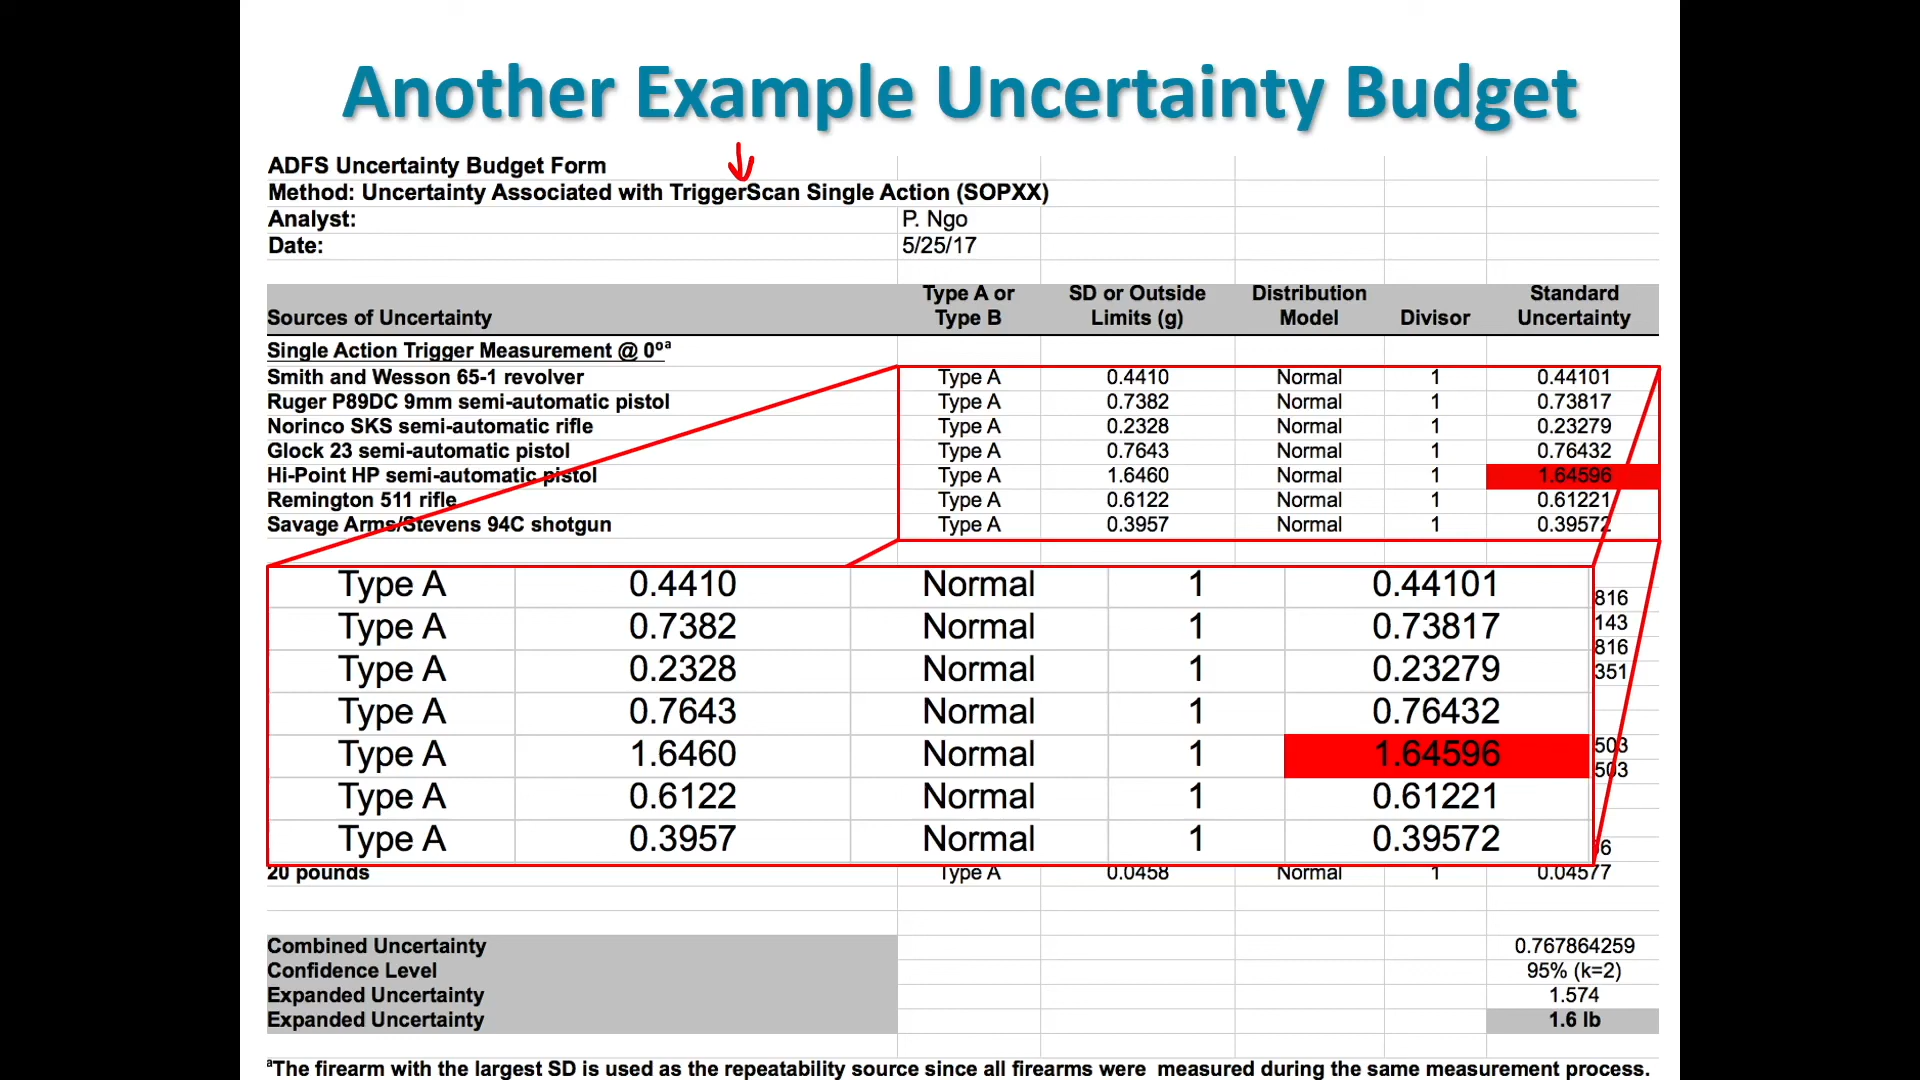 Another Example Uncertainty Budget
ADFS Uncertainty Budget Form
Method: Uncertainty Associated with TriggerScan Single Action (SOPXX)
Analyst: P. Ngo
Date: 5/25/17
Sources of Uncertainty Type A or Type B SD or Outside Limits (g) Distribution Model Divisor Standard Uncertainty
Single Action Trigger Measurement @ 0ºª
Smith and Wesson 65-1 revolver Type A 0.4410 Normal 1 0.44101
Ruger P89DC 9mm semi-automatic pistol Type A 0.7382 Normal 1 0.73817
Norinco SKS semi-automatic rifle Type A 0.2328 Normal 1 0.23279
Glock 23 semi-automatic pistol Type A 0.7643 Normal 1 0.76432
Hi-Point HP semi-automatic pistol Type A 1.6460 Normal 1 1.64596
Remington 511 rifle Type A 0.6122 Normal 1 0.61221
Savage Arms/Stevens 94C shotgun Type A 0.3957 Normal 1 0.39572
Type A 0.4410 Normal 1 0.44101
816
Type A 0.7382 Normal 1 0.73817
143
Type A 0.2328 Normal 1 0.23279
816
351
Type A 0.7643 Normal 1 0.76432
Type A 1.6460 Normal 1 1.64596
503
503
Type A 0.6122 Normal 1 0.61221
Type A 0.3957 Normal 1 0.39572
20 pounds Type A 0.0458 Normal 1 0.04577
Combined Uncertainty 0.767864259
Confidence Level 95% (k=2)
Expanded Uncertainty 1.574
Expanded Uncertainty 1.6 lb
ªThe firearm with the largest SD is used as the repeatability source since all firearms were measured during the same measurement process.